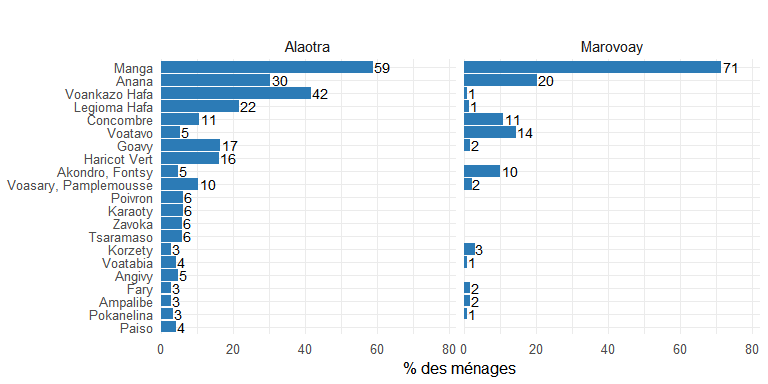 Alaotra Marovoay
Manga 59 71
Anana 30 20
Voankazo Hafa 42 1
Legioma Hafa 22 1
Concombre 11 11
Voatavo 5 14
Goavy 17 2
Haricot Vert 16
Akondro, Fontsy 5 10
Voasary, Pamplemousse 10 2
Poivron 6
Karaoty 6
Zavoka 6
Tsaramaso 6
Korzety 3 3
Voatabia 4 1
Angivy 5
Fary 3 2
Ampalibe 3 2
Pokanelina 3 1
Paiso 4
0 20 40 60 80 0 20 40 60 80
% des ménages